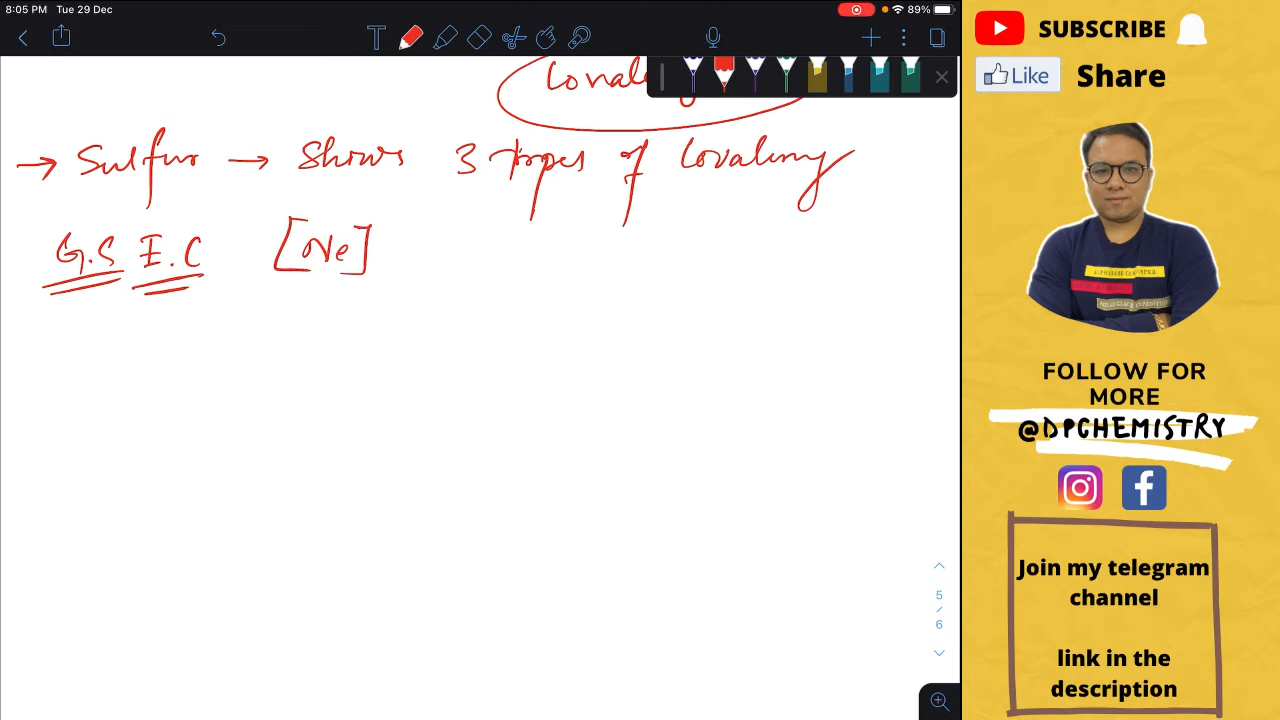 8:05 PM Tue 29 Dec
89%
→ Sulfur → Shows 3 types of Covalency
G.S E.C [Ne]
5
6
SUBSCRIBE
Like Share
FOLLOW FOR
MORE
@DPCHEMISTRY
Join my telegram
channel
link in the
description